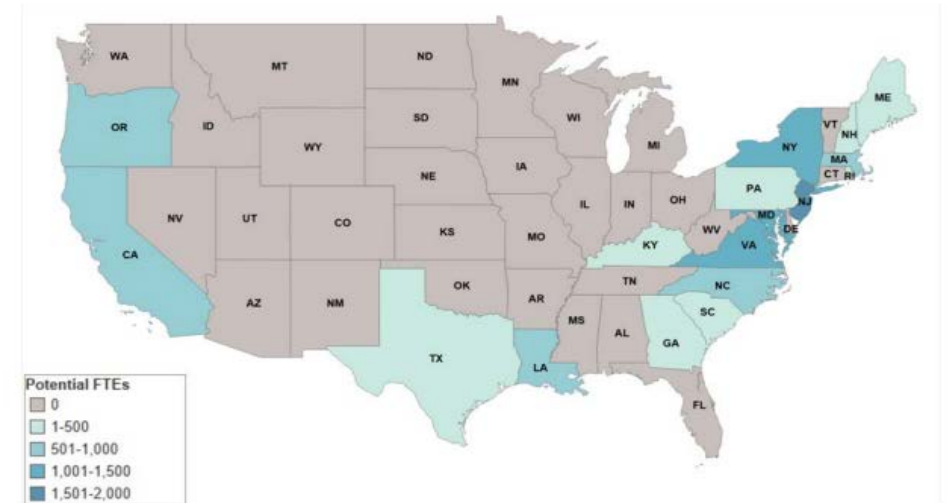 WA
MT
ND
MN
ME
OR
ID
SD
WI
MI
VT
NH
NY
MA
CT
RI
WY
NE
IA
PA
NJ
NV
UT
CO
KS
MO
IL
IN
OH
WV
MD
DE
VA
KY
CA
AZ
NM
OK
AR
TN
NC
MS
AL
GA
SC
TX
LA
FL
Potential FTEs
0
1-500
501-1,000
1,001-1,500
1,501-2,000